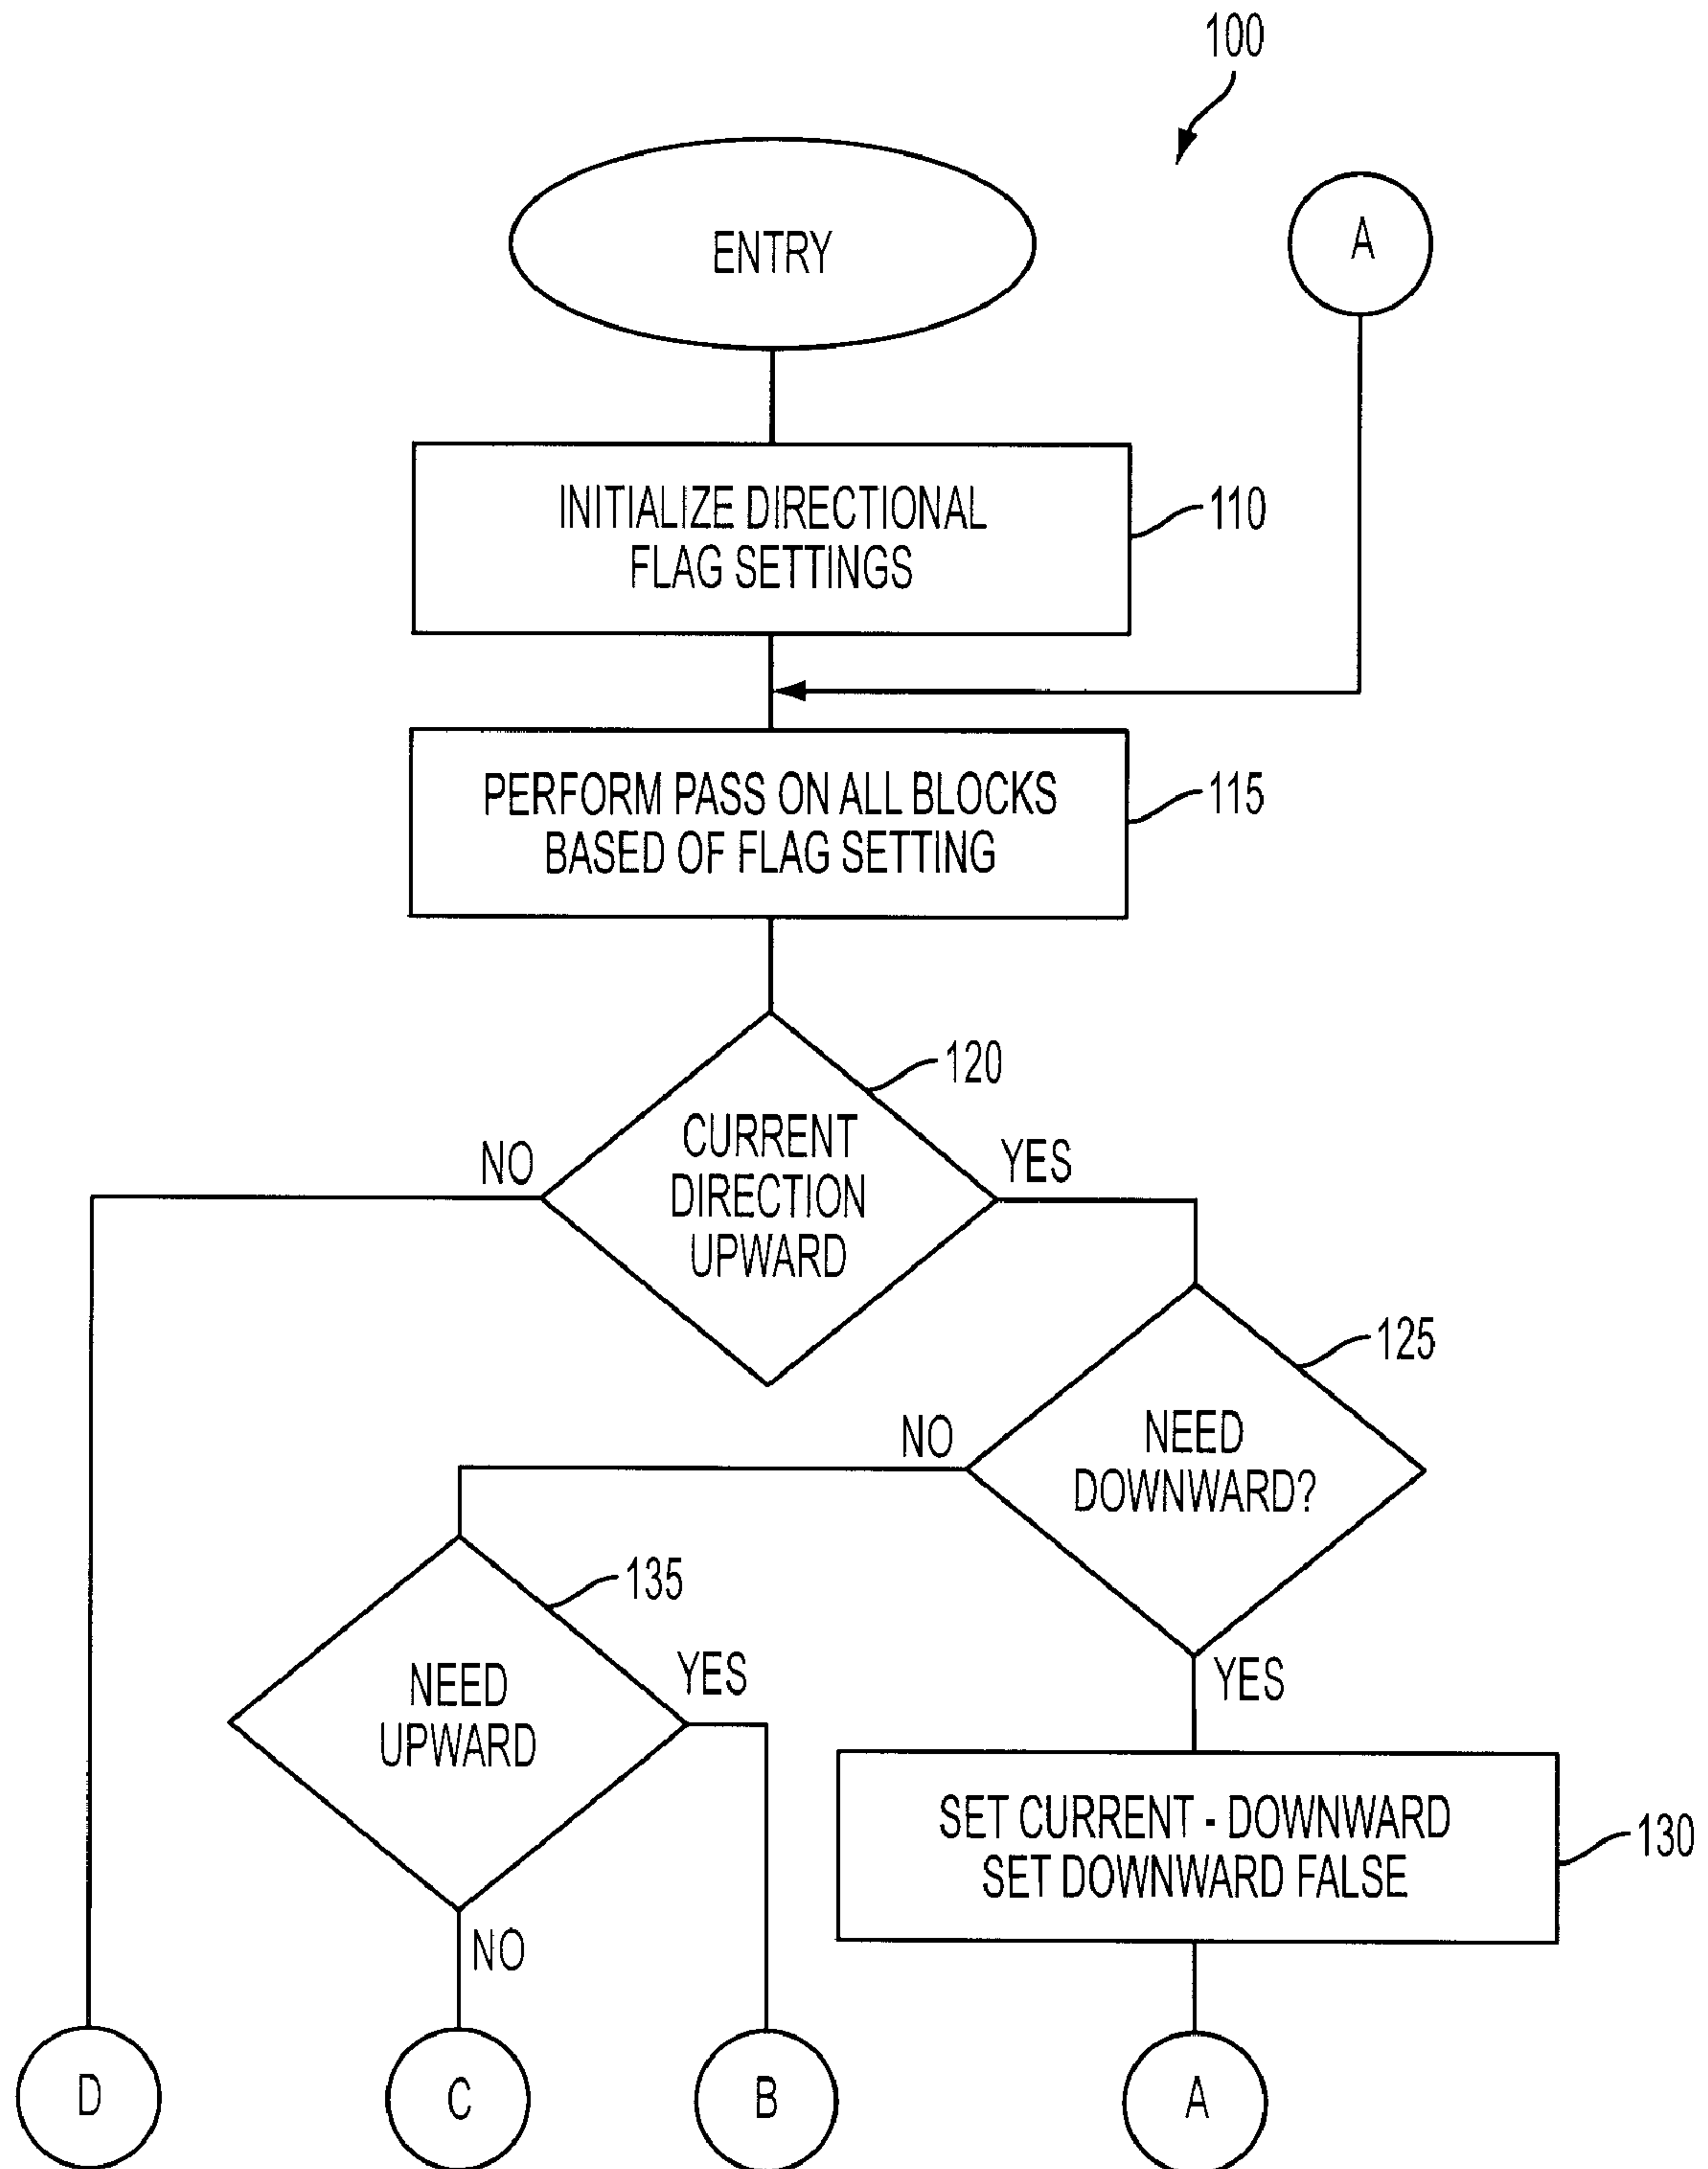 100
ENTRY
A
INITIALIZE DIRECTIONAL
FLAG SETTINGS
110
PERFORM PASS ON ALL BLOCKS
BASED OF FLAG SETTING
115
120
CURRENT
DIRECTION
UPWARD
NO
YES
125
NEED
DOWNWARD?
NO
YES
135
NEED
UPWARD
YES
NO
SET CURRENT - DOWNWARD
SET DOWNWARD FALSE
130
D
C
B
A